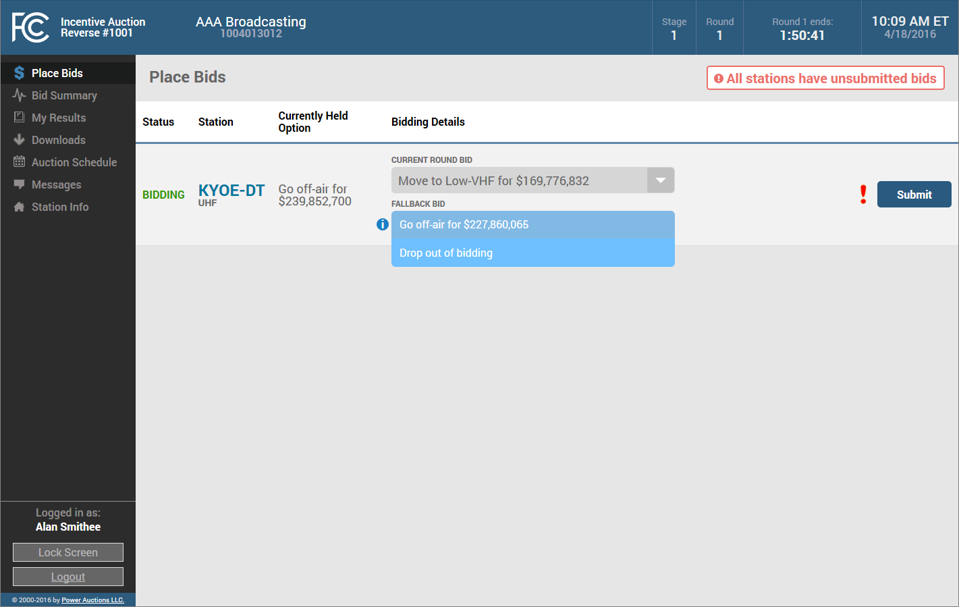 FCC
Incentive Auction
Reverse #1001
AAA Broadcasting
1004013012
Stage
1
Round
1
Round 1 ends:
1:50:41
10:09 AM ET
4/18/2016
$ Place Bids
Bid Summary
My Results
Downloads
Auction Schedule
Messages
Station Info
Place Bids
All stations have unsubmitted bids
Status
Station
Currently Held
Option
Bidding Details
BIDDING
KYOE-DT
UHF
Go off-air for
$239,852,700
CURRENT ROUND BID
Move to Low-VHF for $169,776,832
FALLBACK BID
Go off-air for $227,860,065
Drop out of bidding
!
Submit
Logged in as:
Alan Smithee
Lock Screen
Logout
© 2000-2016 by Power Auctions LLC.